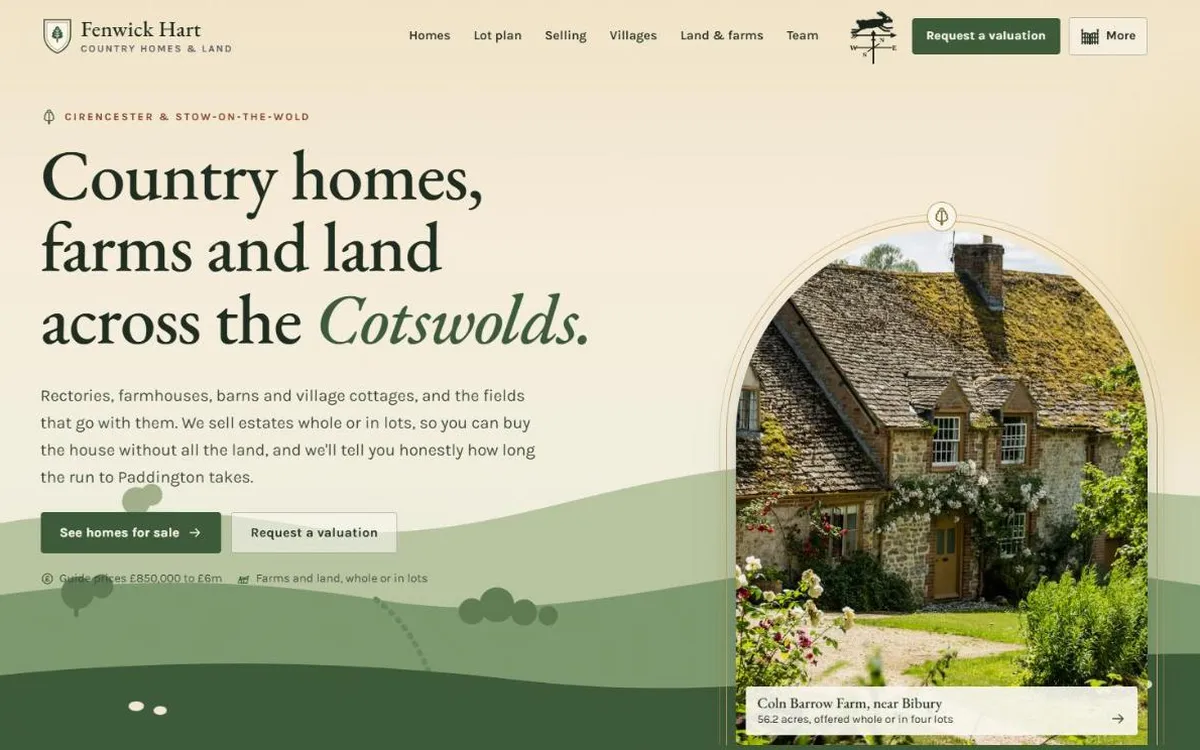 Fenwick Hart
COUNTRY HOMES & LAND
Homes
Lot plan
Selling
Villages
Land & farms
Team
N
W E
S
Request a valuation
More
CIRENCESTER & STOW-ON-THE-WOLD
Country homes,
farms and land
across the Cotswolds.
Rectories, farmhouses, barns and village cottages, and the fields
that go with them. We sell estates whole or in lots, so you can buy
the house without all the land, and we'll tell you honestly how long
the run to Paddington takes.
See homes for sale →
Request a valuation
£ Guide prices £850,000 to £6m
Farms and land, whole or in lots
Coln Barrow Farm, near Bibury
56.2 acres, offered whole or in four lots →